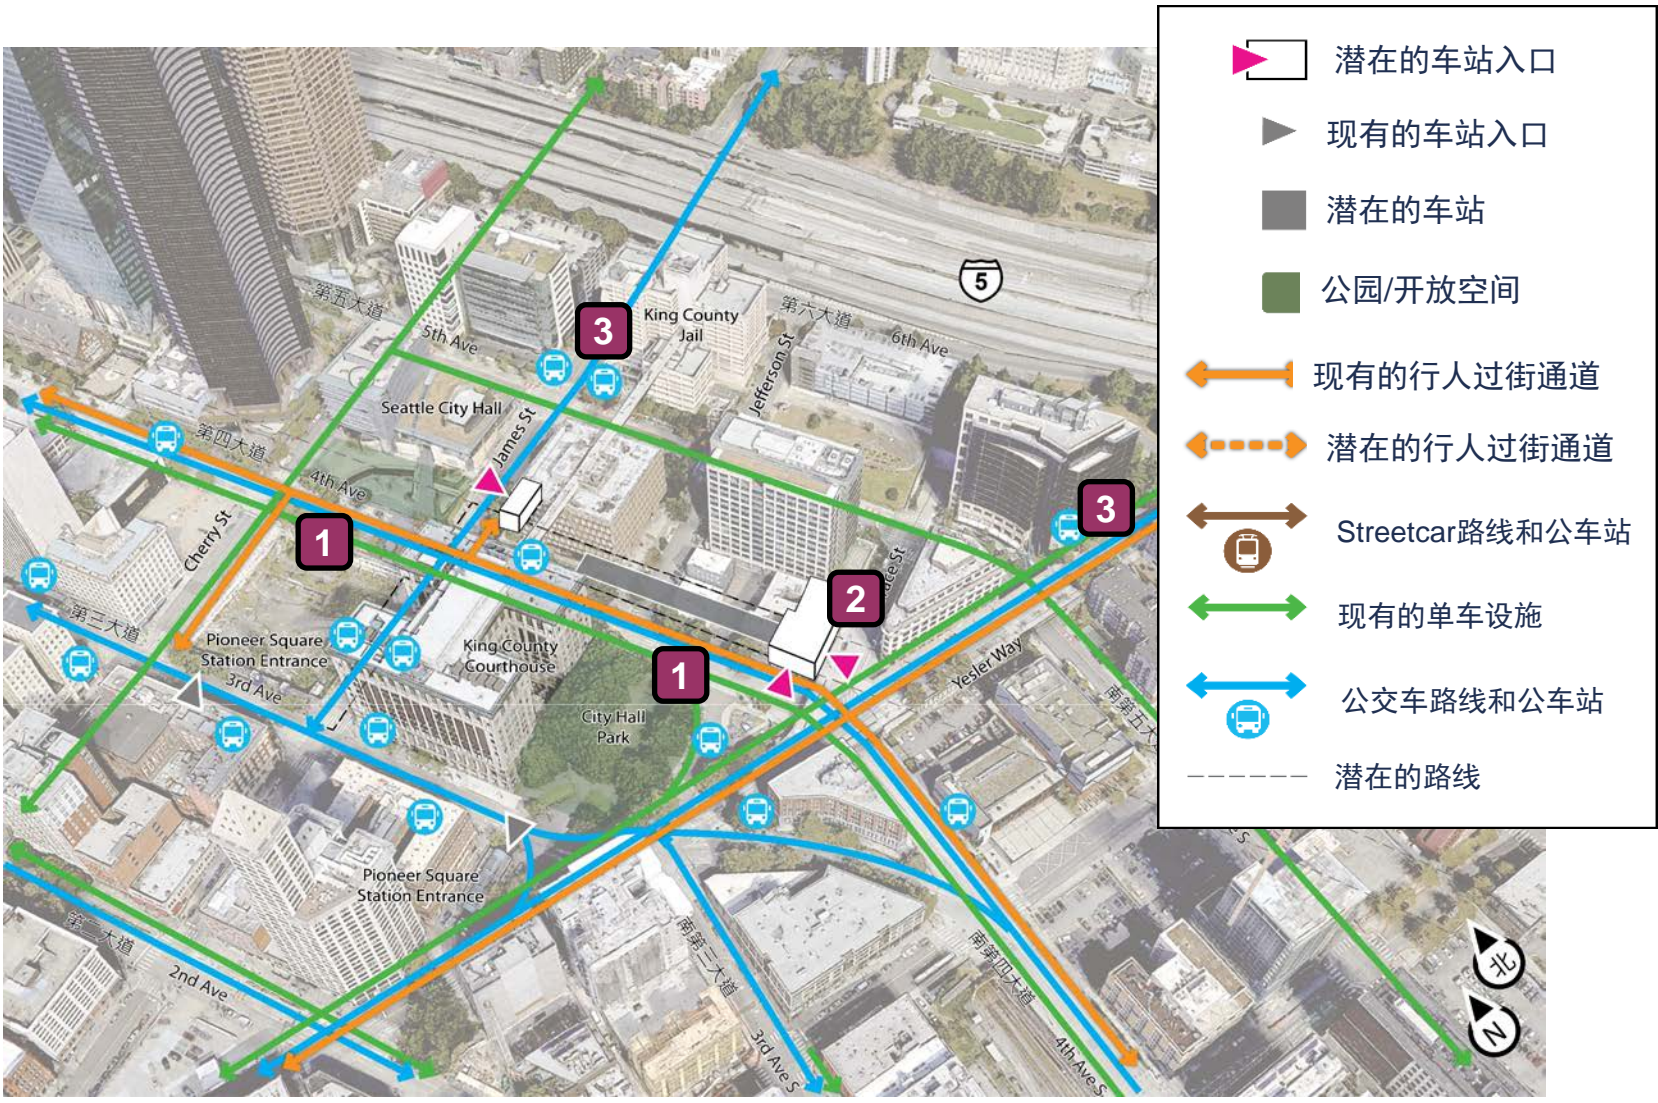 潜在的车站入口
现有的车站入口
潜在的车站
公园/开放空间
现有的行人过街通道
潜在的行人过街通道
Streetcar路线和公车站
现有的单车设施
公交车路线和公车站
潜在的路线
5
第五大道
5th Ave
3
King County
Jail
第六大道
6th Ave
Jefferson St
Seattle City Hall
James St
第四大道
4th Ave
Cherry St
1
3
2
第三大道
Pioneer Square
Station Entrance
3rd Ave
King County
Courthouse
1
Yesler Way
City Hall
Park
南第五大
Pioneer Square
Station Entrance
第二大道
2nd Ave
南第三大道
3rd Ave S
南第四大道
4th Ave S
北
N